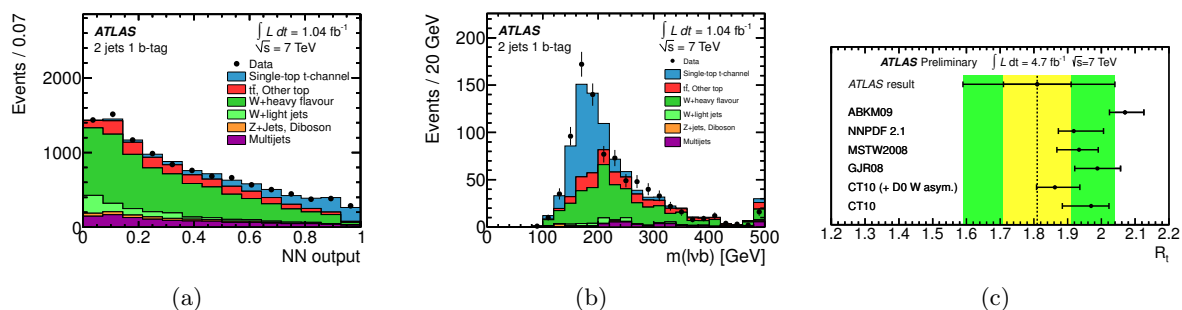 ATLAS
2 jets 1 b-tag
∫ L dt = 1.04 fb⁻¹
√s = 7 TeV
Data
Single-top t-channel
tt̄, Other top
W+heavy flavour
W+light jets
Z+Jets, Diboson
Multijets
Events / 0.07
2000
1000
0
0 0.2 0.4 0.6 0.8 1
NN output
(a)
ATLAS
2 jets 1 b-tag
∫ L dt = 1.04 fb⁻¹
√s = 7 TeV
Data
Single-top t-channel
tt̄, Other top
W+heavy flavour
W+light jets
Z+Jets, Diboson
Multijets
Events / 20 GeV
200
150
100
50
0
0 100 200 300 400 500
m(lνb) [GeV]
(b)
ATLAS Preliminary ∫ L dt = 4.7 fb⁻¹ √s=7 TeV
ATLAS result
ABKM09
NNPDF 2.1
MSTW2008
GJR08
CT10 (+ D0 W asym.)
CT10
1.2 1.3 1.4 1.5 1.6 1.7 1.8 1.9 2 2.1 2.2
Rₜ
(c)